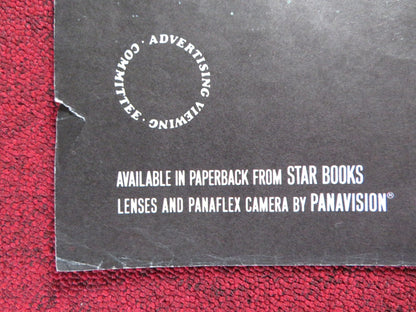 · ADVERTISING VIEWING · COMMITTEE
AVAILABLE IN PAPERBACK FROM STAR BOOKS
LENSES AND PANAFLEX CAMERA BY PANAVISION®